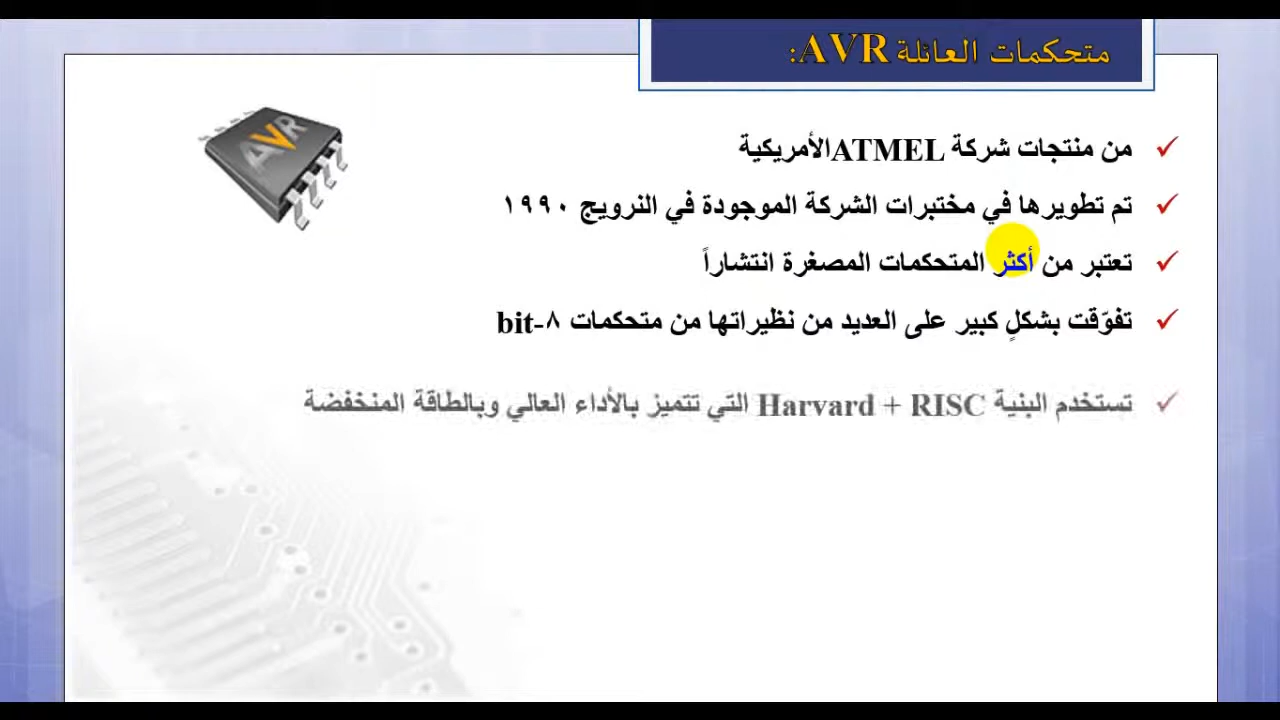 متحكمات العائلة AVR:
AVR
من منتجات شركة ATMELالأمريكية
تم تطويرها في مختبرات الشركة الموجودة في النرويج ١٩٩٠
تعتبر من أكثر المتحكمات المصغرة انتشاراً
تفوّقت بشكلٍ كبير على العديد من نظيراتها من متحكمات ٨-bit
تستخدم البنية Harvard + RISC التي تتميز بالأداء العالي وبالطاقة المنخفضة